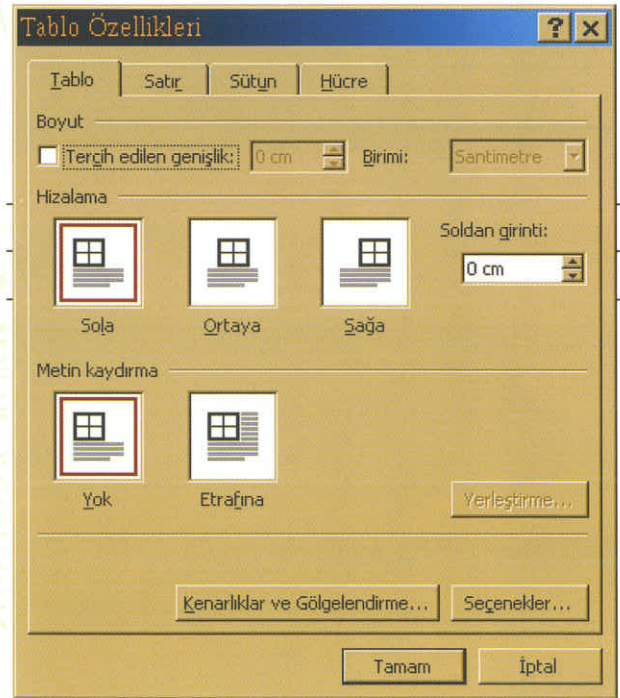 Tablo Özellikleri
Tablo Satır Sütun Hücre
Boyut
Tercih edilen genişlik: 0 cm Birimi: Santimetre
Hizalama
Soldan girinti:
0 cm
Sola Ortaya Sağa
Metin kaydırma
Yok Etrafına Yerleştirme...
Kenarlıklar ve Gölgelendirme... Seçenekler...
Tamam İptal